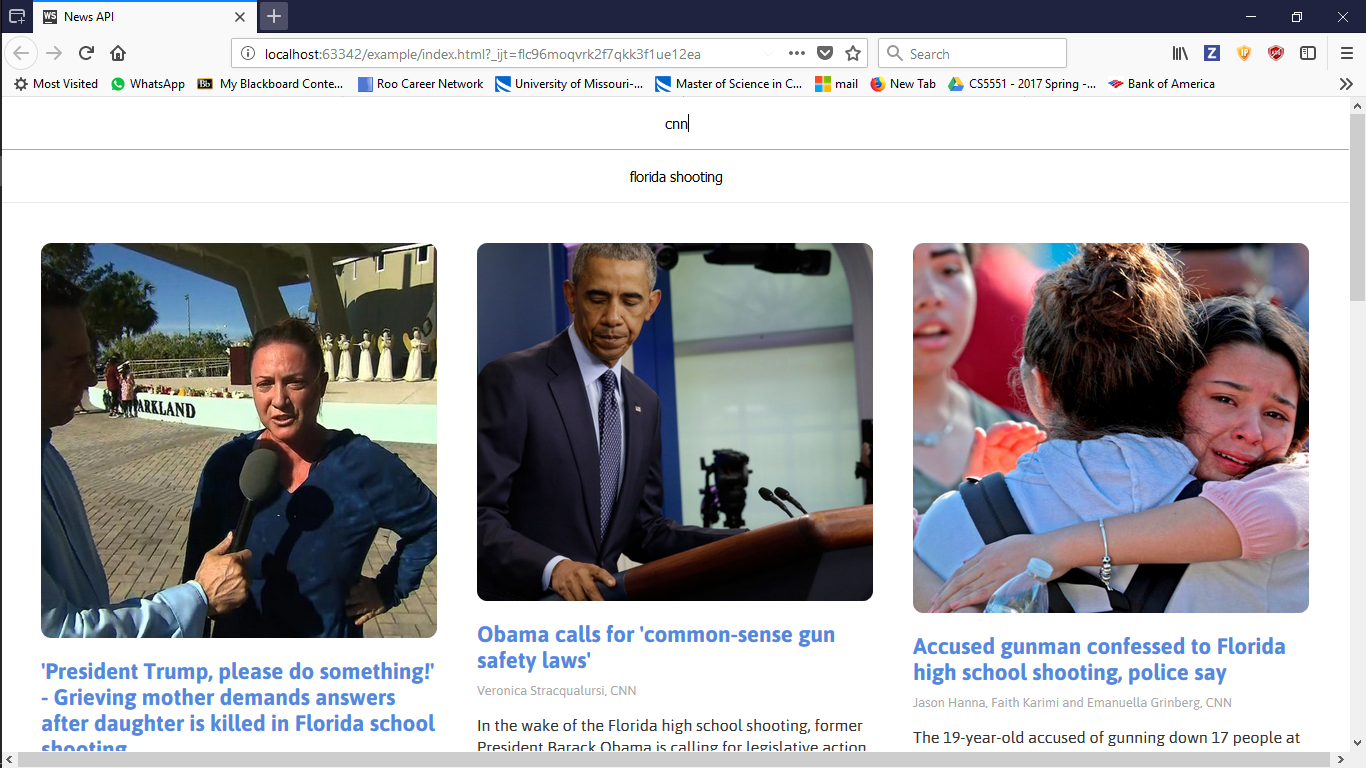 News API
localhost:63342/example/index.html?_ijt=flc96moqvrk2f7qkk3f1ue12ea
Search
Most Visited
WhatsApp
Bb
My Blackboard Conte...
Roo Career Network
University of Missouri-...
Master of Science in C...
mail
New Tab
CS5551 - 2017 Spring -...
Bank of America
cnn
florida shooting
PARKLAND
'President Trump, please do something!'
- Grieving mother demands answers
after daughter is killed in Florida school
shooting
Obama calls for 'common-sense gun
safety laws'
Veronica Stracqualursi, CNN
In the wake of the Florida high school shooting, former
President Barack Obama is calling for legislative action
Accused gunman confessed to Florida
high school shooting, police say
Jason Hanna, Faith Karimi and Emanuella Grinberg, CNN
The 19-year-old accused of gunning down 17 people at